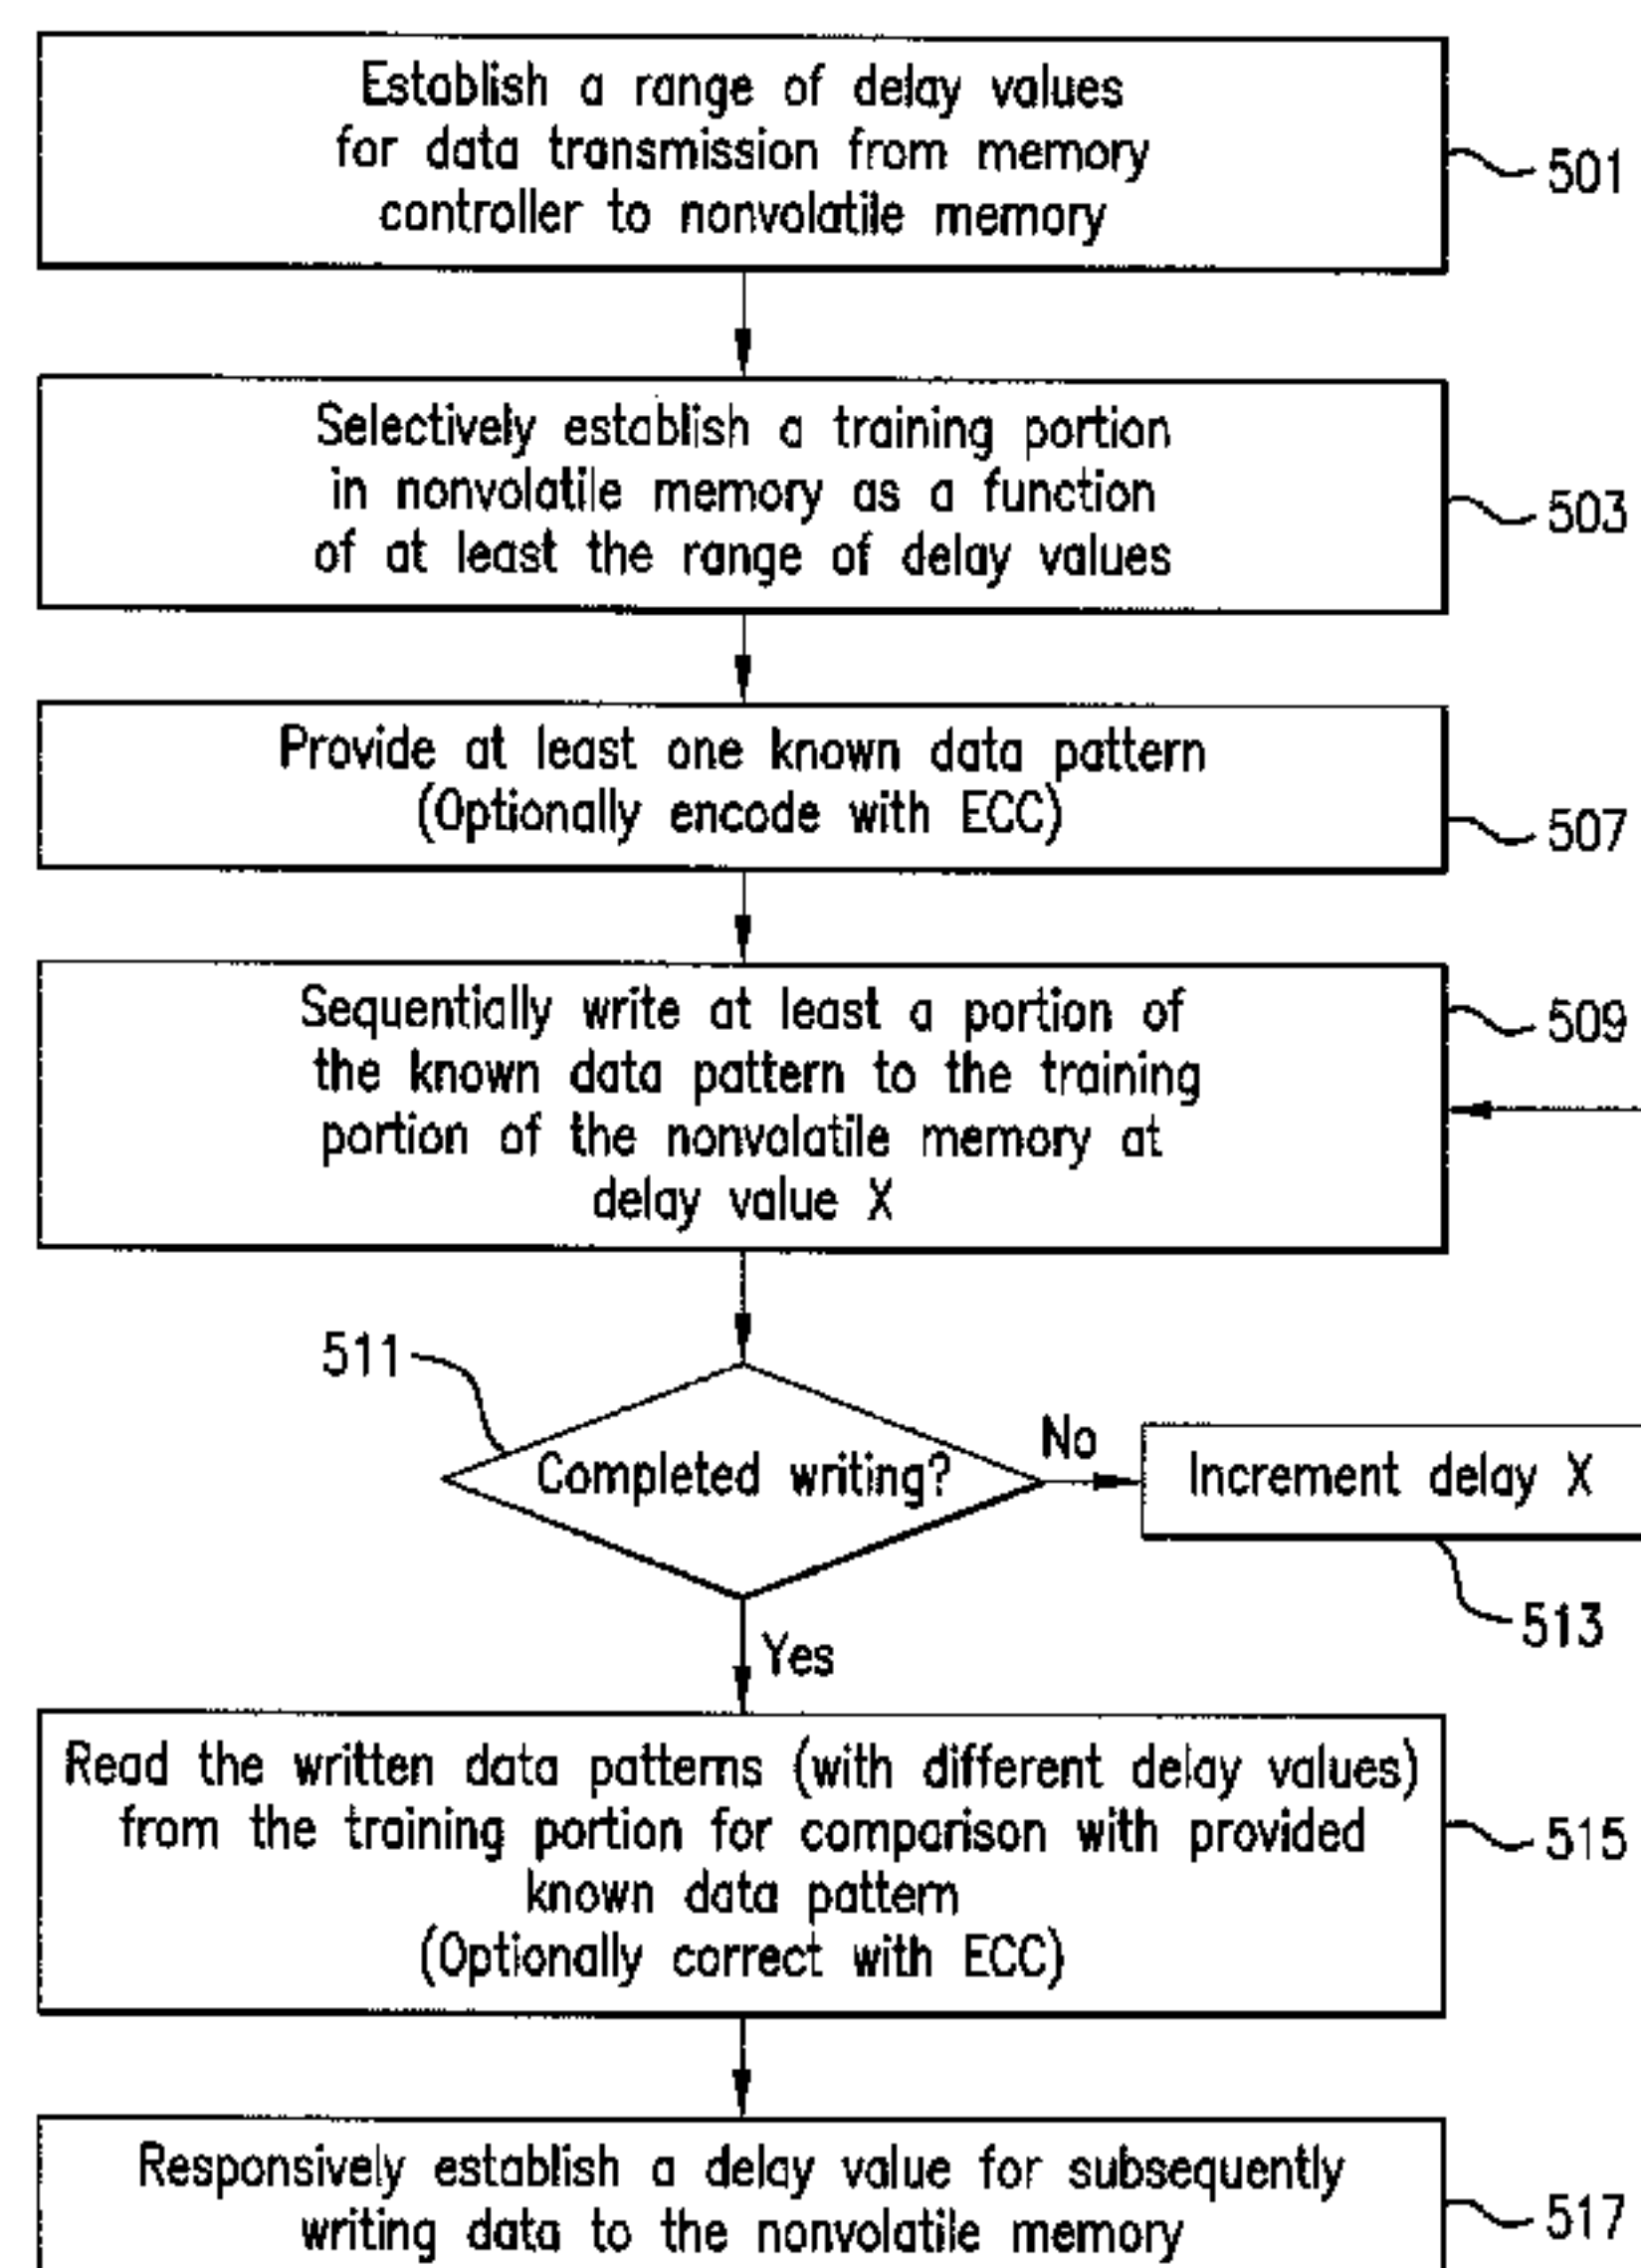 Establish a range of delay values
for data transmission from memory
controller to nonvolatile memory
501
Selectively establish a training portion
in nonvolatile memory as a function
of at least the range of delay values
503
Provide at least one known data pattern
(Optionally encode with ECC)
507
Sequentially write at least a portion of
the known data pattern to the training
portion of the nonvolatile memory at
delay value X
509
511
Completed writing?
No
Increment delay X
513
Yes
Read the written data patterns (with different delay values)
from the training portion for comparison with provided
known data pattern
(Optionally correct with ECC)
515
Responsively establish a delay value for subsequently
writing data to the nonvolatile memory
517